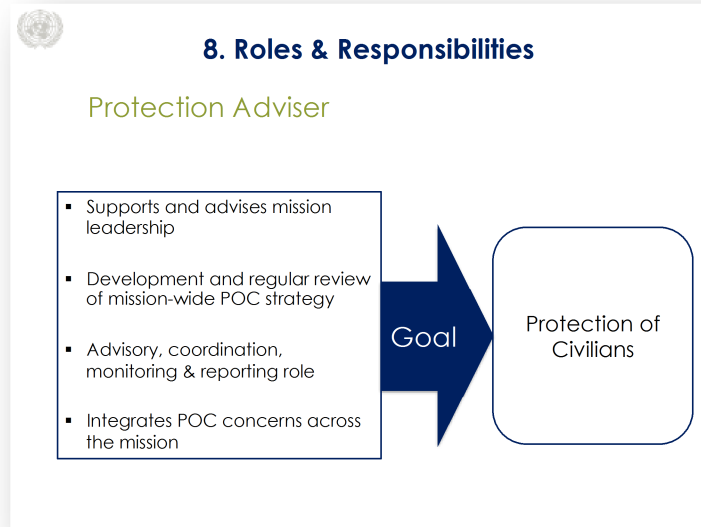 8. Roles & Responsibilities
Protection Adviser
▪ Supports and advises mission
leadership
▪ Development and regular review
of mission-wide POC strategy
▪ Advisory, coordination,
monitoring & reporting role
▪ Integrates POC concerns across
the mission
Goal
Protection of
Civilians